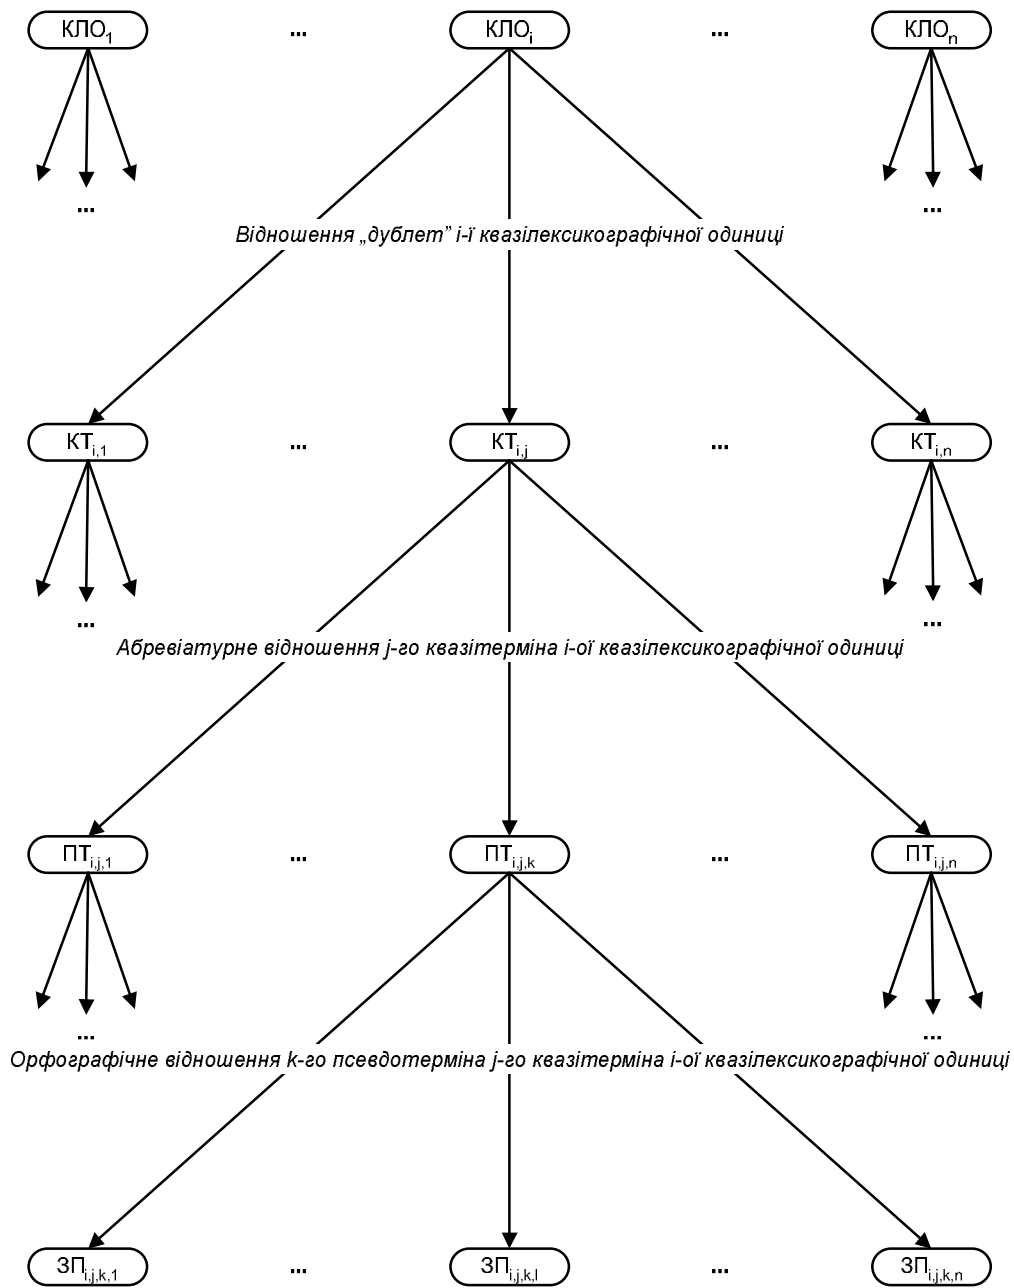 КЛО1 ... КЛОi ... КЛОn
... ...
Відношення „дублет” і-ї квазілексикографічної одиниці
КТi,1 ... КТi,j ... КТi,n
... ...
Абревіатурне відношення j-го квазітерміна і-ої квазілексикографічної одиниці
ПТi,j,1 ... ПТi,j,k ... ПТi,j,n
... ...
Орфографічне відношення k-го псевдотерміна j-го квазітерміна і-ої квазілексикографічної одиниці
ЗПi,j,k,1 ... ЗПi,j,k,l ... ЗПi,j,k,n